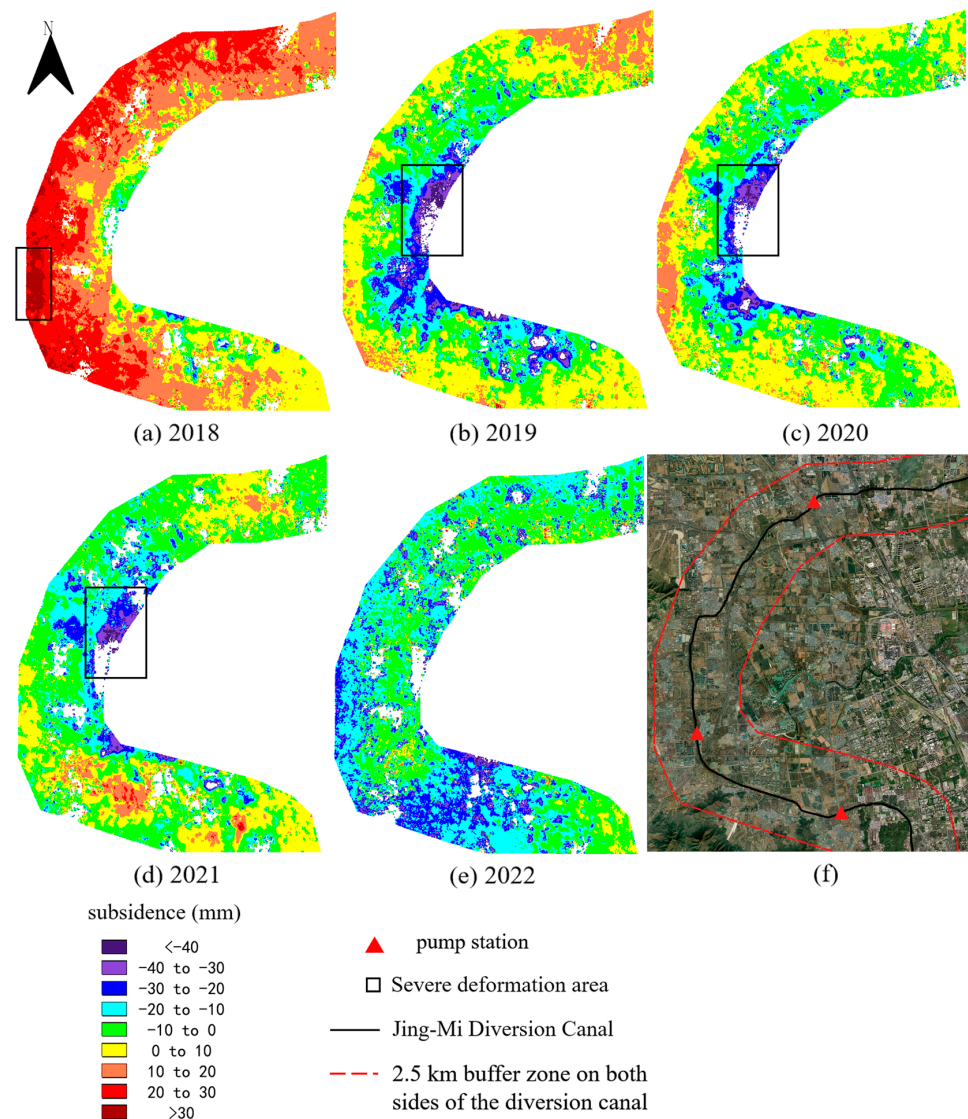 N
(a) 2018
(b) 2019
(c) 2020
(d) 2021
(e) 2022
(f)
subsidence (mm)
<-40
-40 to -30
-30 to -20
-20 to -10
-10 to 0
0 to 10
10 to 20
20 to 30
>30
pump station
Severe deformation area
Jing-Mi Diversion Canal
2.5 km buffer zone on both
sides of the diversion canal